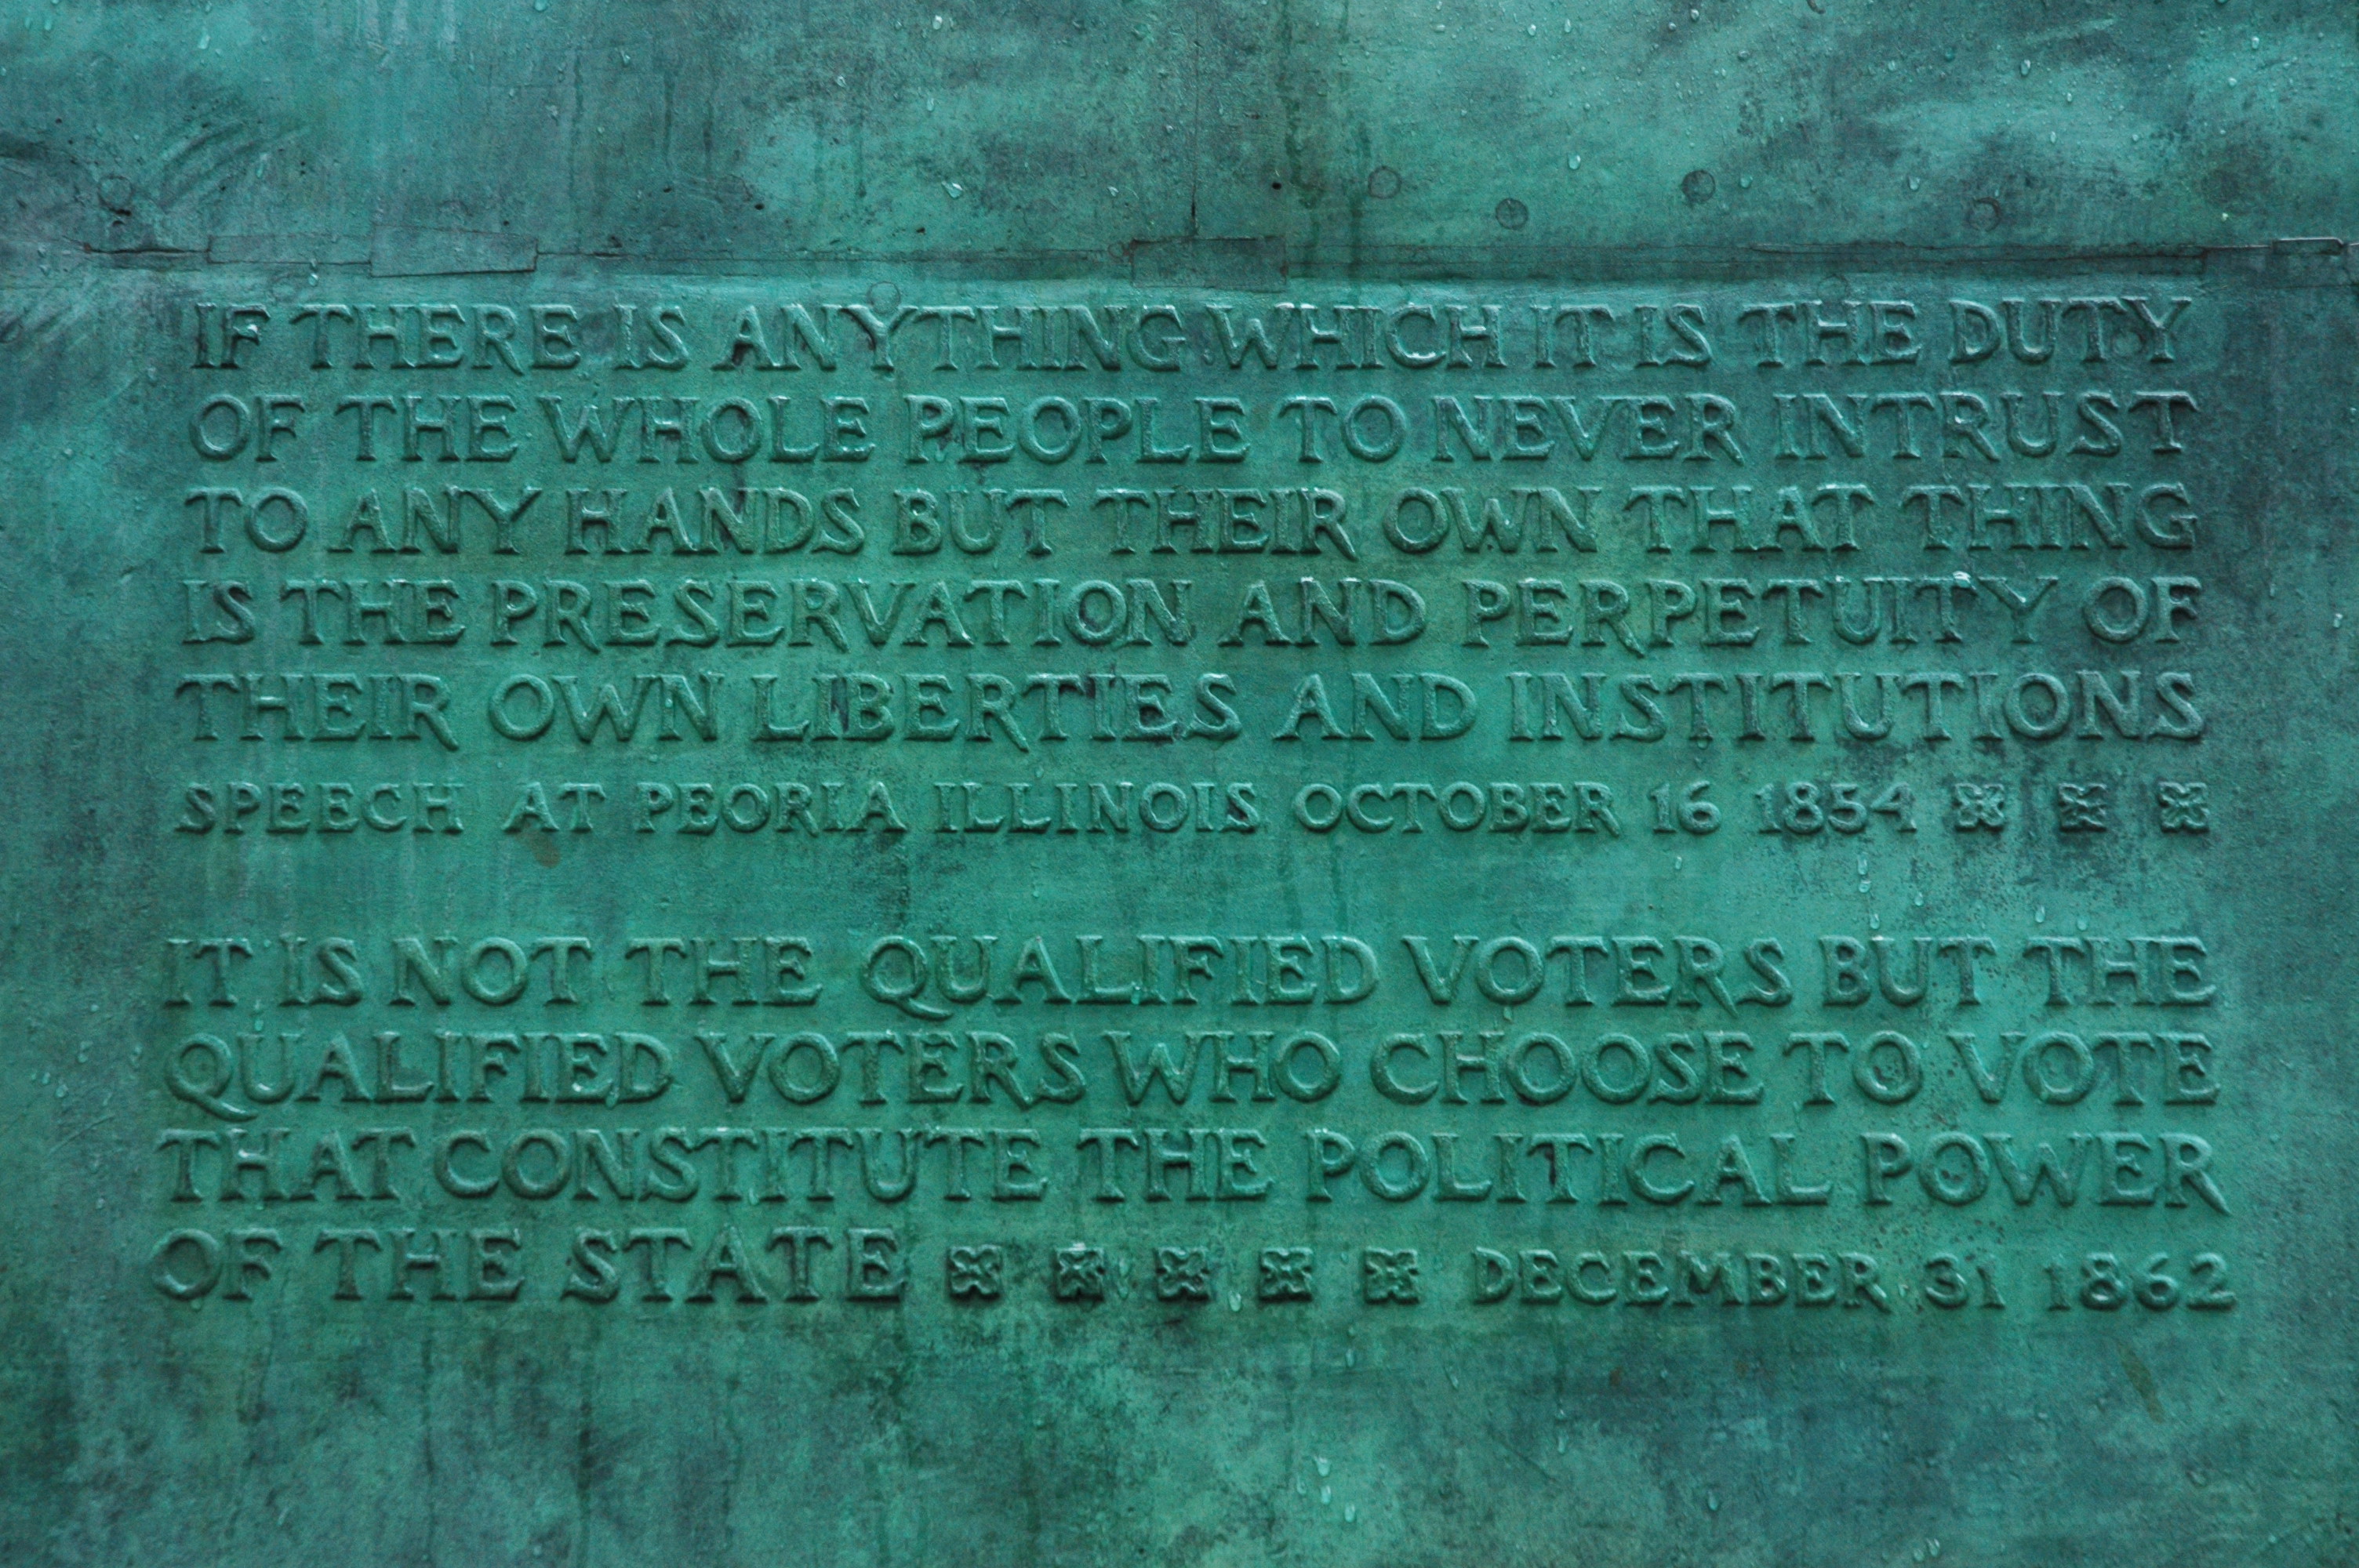 IF THERE IS ANYTHING WHICH IT IS THE DUTY
OF THE WHOLE PEOPLE TO NEVER INTRUST
TO ANY HANDS BUT THEIR OWN THAT THING
IS THE PRESERVATION AND PERPETUITY OF
THEIR OWN LIBERTIES AND INSTITUTIONS
SPEECH AT PEORIA ILLINOIS OCTOBER 16 1854
IT IS NOT THE QUALIFIED VOTERS BUT THE
QUALIFIED VOTERS WHO CHOOSE TO VOTE
THAT CONSTITUTE THE POLITICAL POWER
OF THE STATE DECEMBER 31 1862